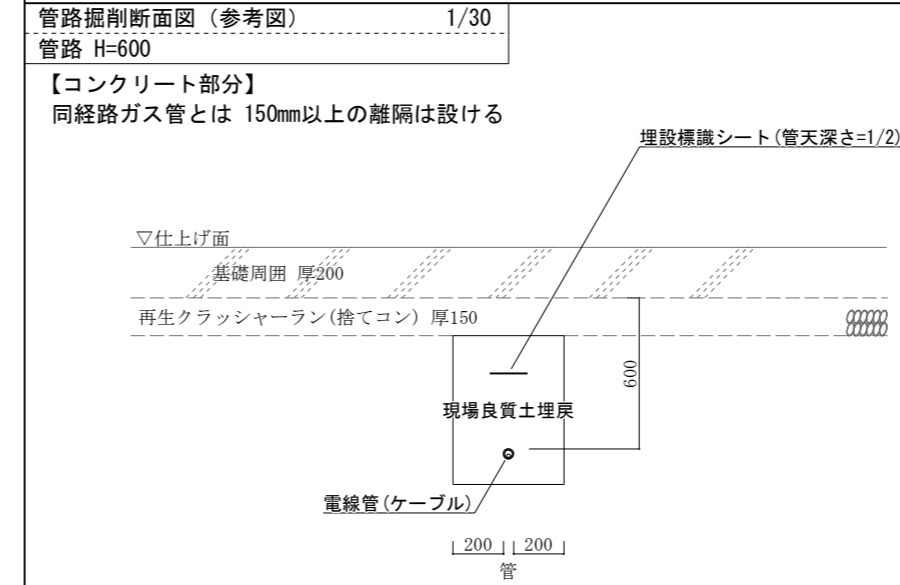 管路掘削断面図（参考図） 1/30
管路 H=600
【コンクリート部分】
同経路ガス管とは 150mm以上の離隔は設ける
埋設標識シート(管天深さ=1/2)
▽仕上げ面
基礎周囲 厚200
再生クラッシャーラン(捨てコン) 厚150
600
現場良質土埋戻
電線管(ケーブル)
200 200
管